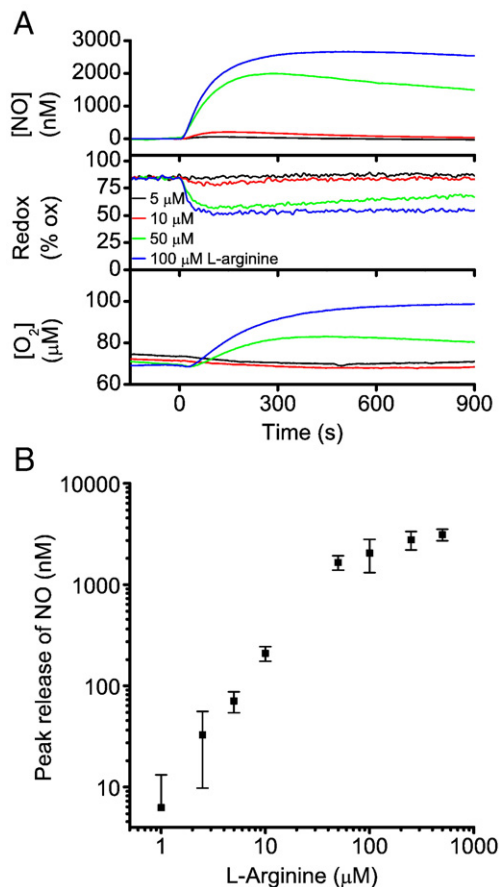 A
[NO]
(nM)
3000
2000
1000
0
Redox
(% ox)
100
75
50
25
0
5 μM
10 μM
50 μM
100 μM L-arginine
[O₂]
(μM)
100
80
60
0
300
600
900
Time (s)
B
Peak release of NO (nM)
10000
1000
100
10
1
10
100
1000
L-Arginine (μM)